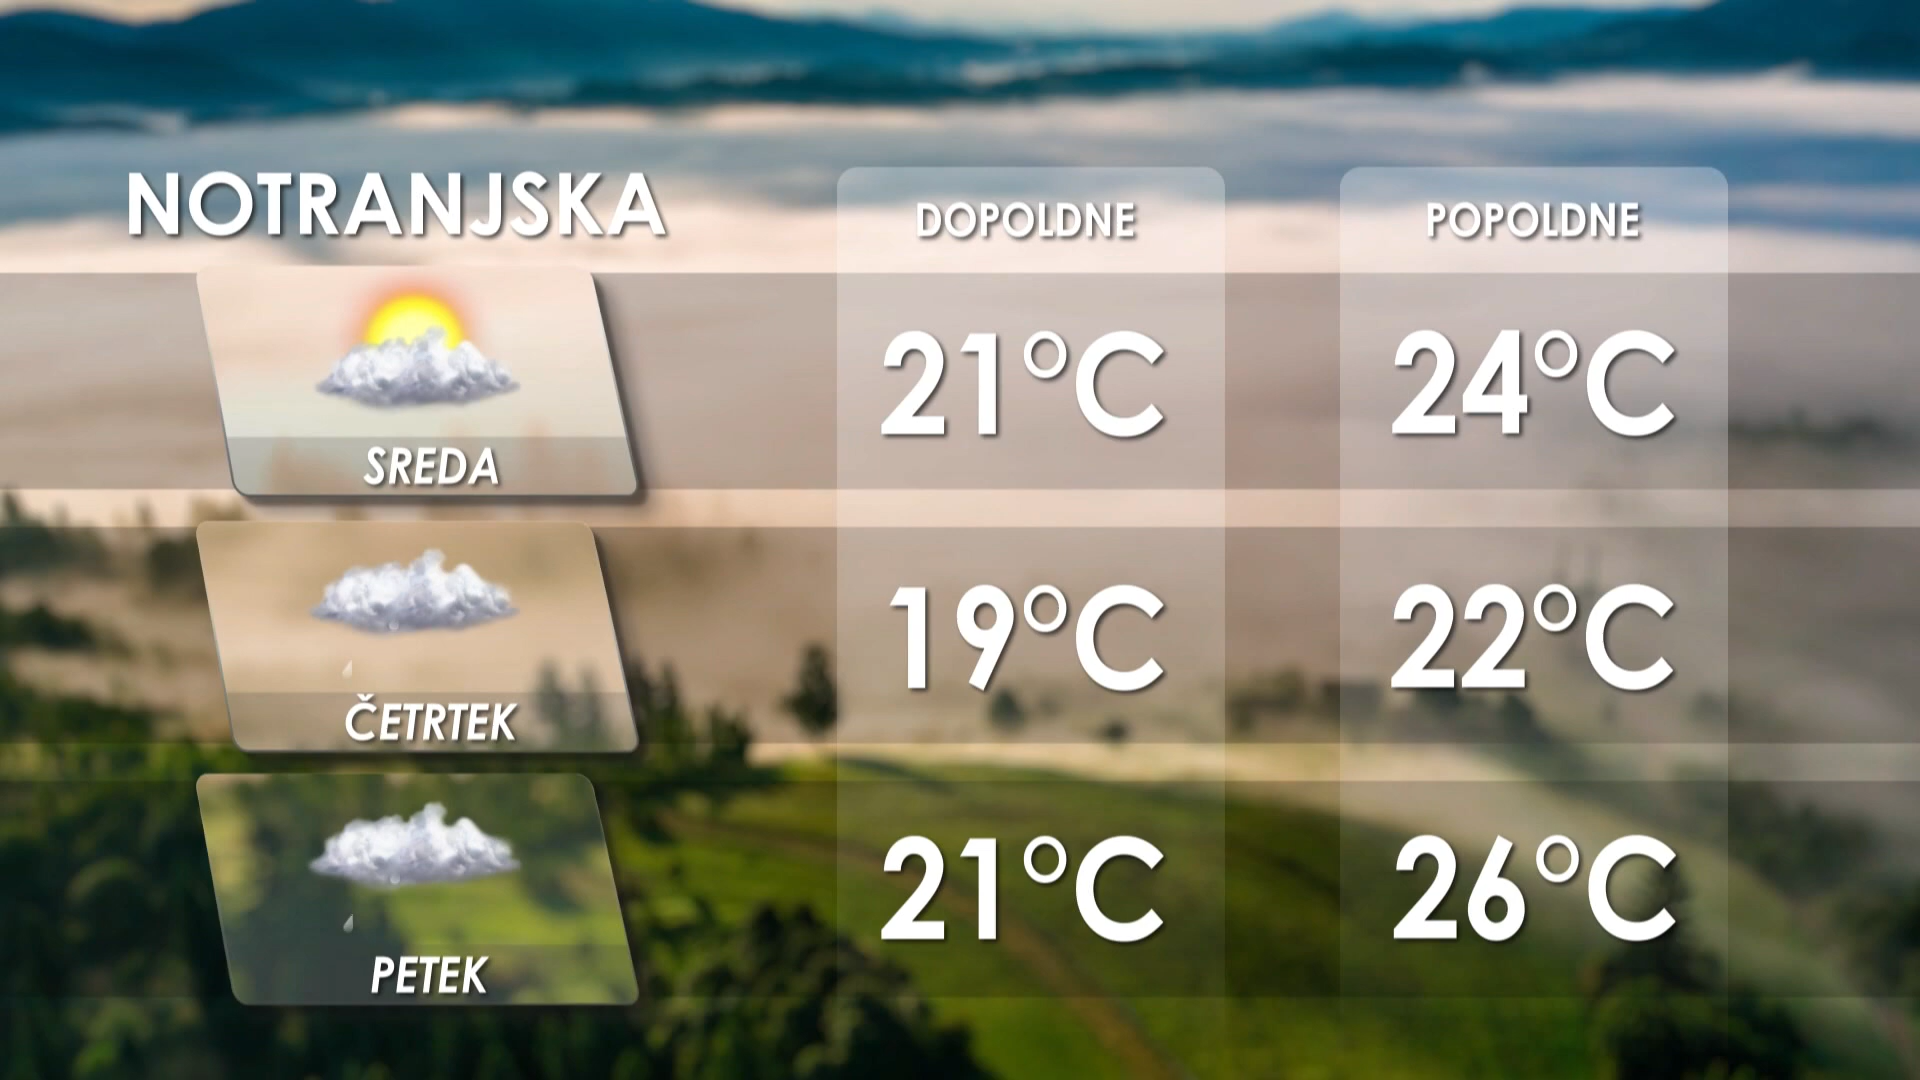 NOTRANJSKA
DOPOLDNE POPOLDNE
SREDA 21°C 24°C
ČETRTEK 19°C 22°C
PETEK 21°C 26°C